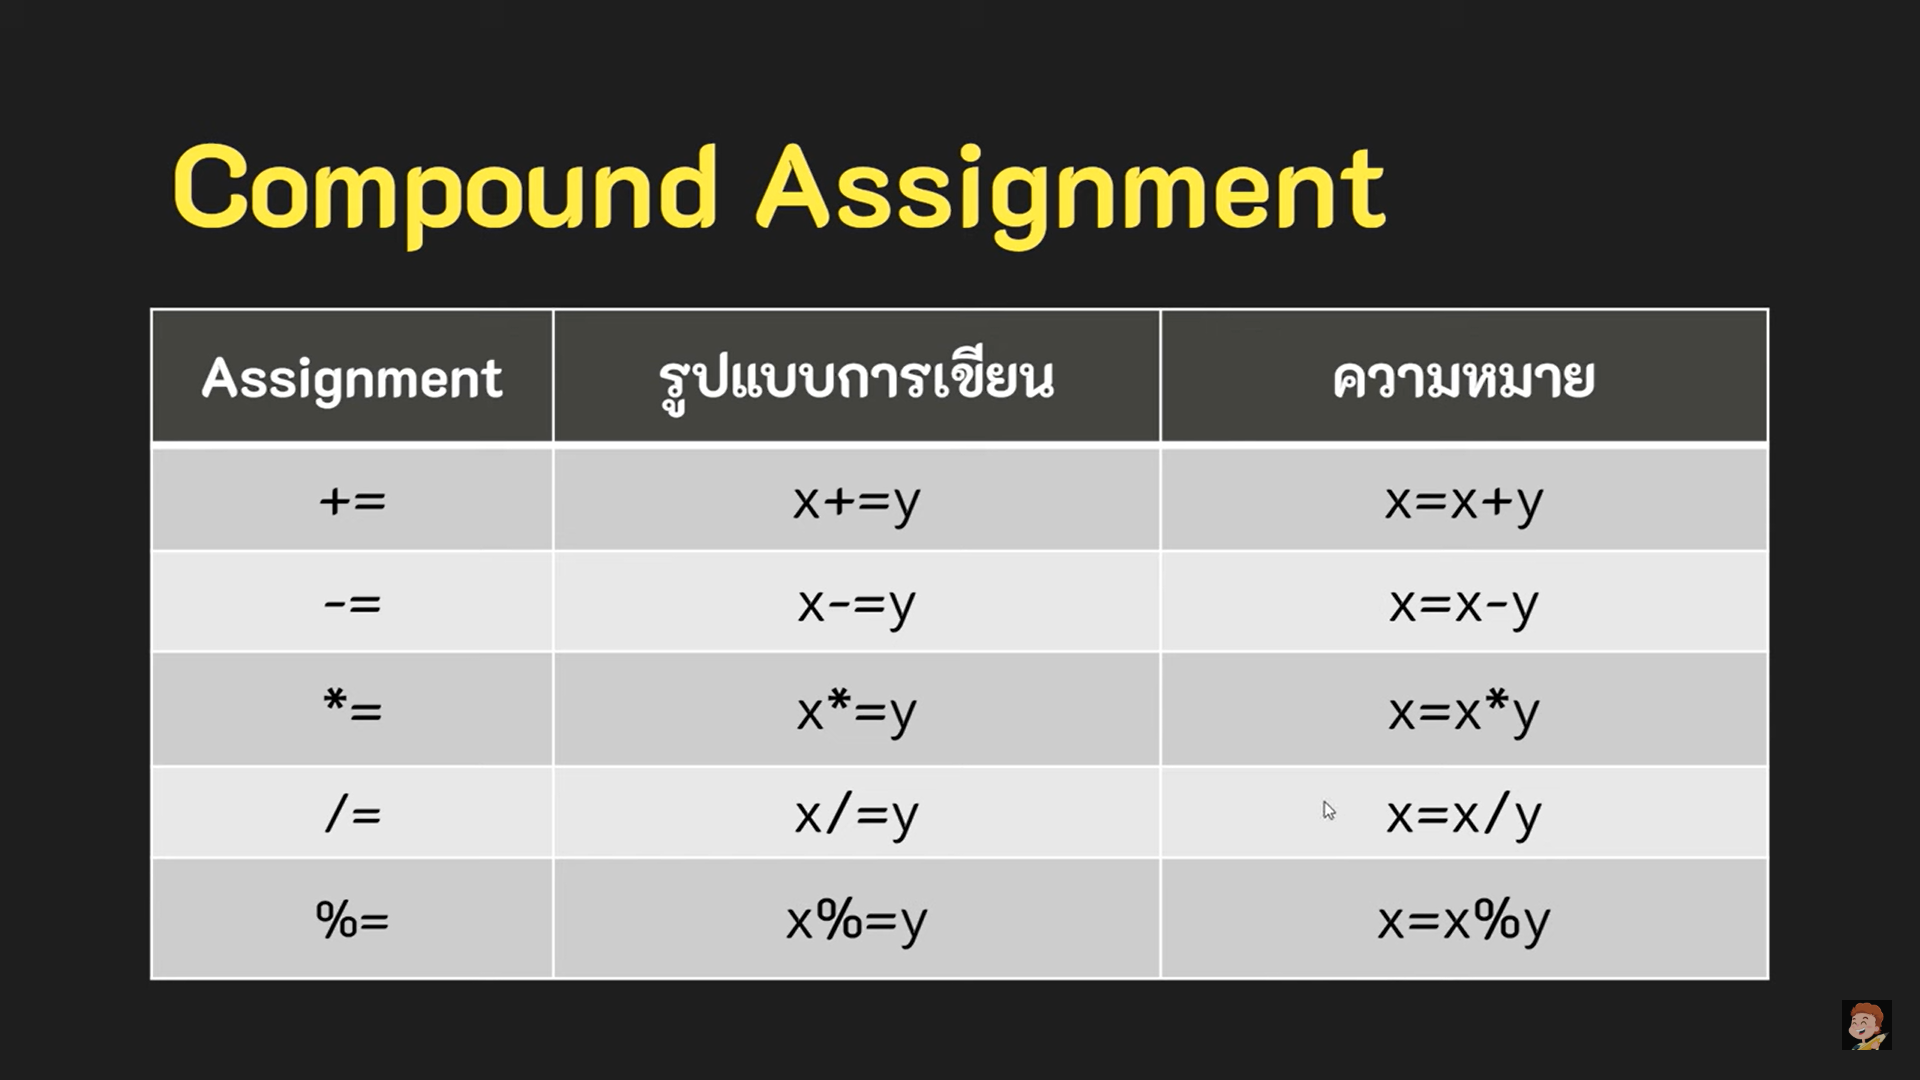 Compound Assignment
Assignment รูปแบบการเขียน ความหมาย
+= x+=y x=x+y
-= x-=y x=x-y
*= x*=y x=x*y
/= x/=y x=x/y
%= x%=y x=x%y